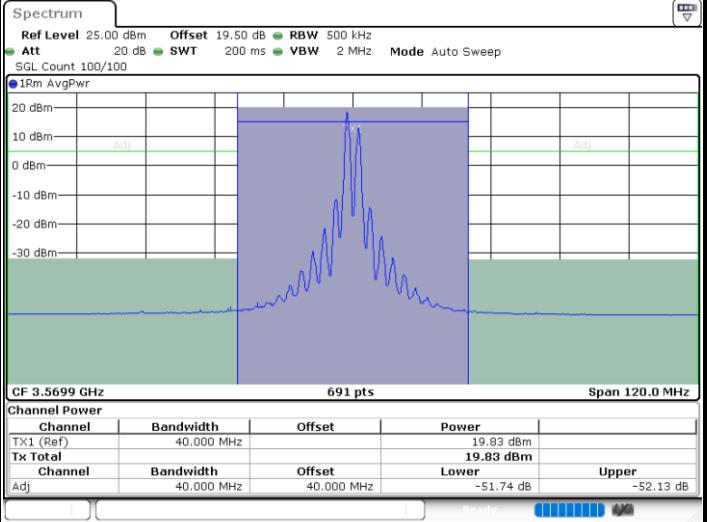 Spectrum
Ref Level 25.00 dBm Offset 19.50 dB RBW 500 kHz
Att 20 dB SWT 200 ms VBW 2 MHz Mode Auto Sweep
SGL Count 100/100
1Rm AvgPwr
20 dBm
Adj Adj
10 dBm
0 dBm
-10 dBm
-20 dBm
-30 dBm
CF 3.5699 GHz 691 pts Span 120.0 MHz
Channel Power
Channel Bandwidth Offset Power
TX1 (Ref) 40.000 MHz 19.83 dBm
Tx Total 19.83 dBm
Channel Bandwidth Offset Lower Upper
Adj 40.000 MHz 40.000 MHz -51.74 dB -52.13 dB
Ready